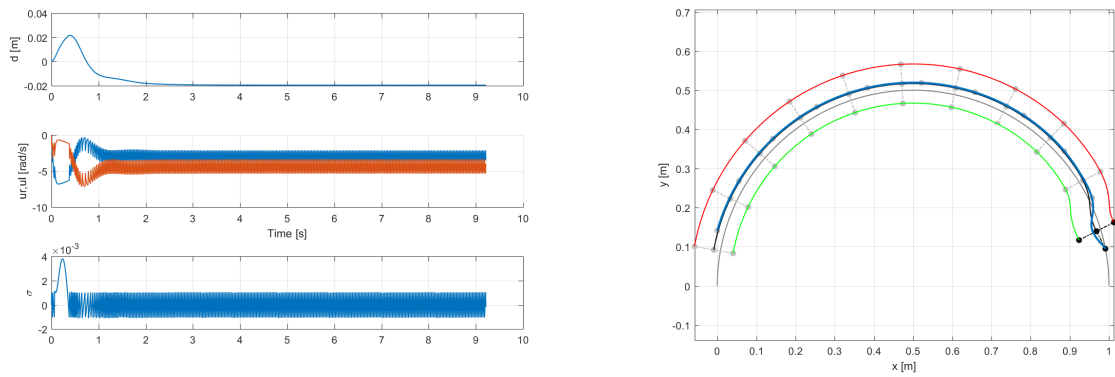 0.04
0.02
0
-0.02
d [m]
0 1 2 3 4 5 6 7 8 9 10
0
-5
-10
ur,ul [rad/s]
0 1 2 3 4 5 6 7 8 9 10
Time [s]
×10⁻³
4
2
0
-2
σ
0 1 2 3 4 5 6 7 8 9 10
0.7
0.6
0.5
0.4
0.3
0.2
0.1
0
-0.1
y [m]
0 0.1 0.2 0.3 0.4 0.5 0.6 0.7 0.8 0.9 1
x [m]